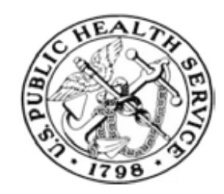 U.S. PUBLIC HEALTH SERVICE
• 1798 •